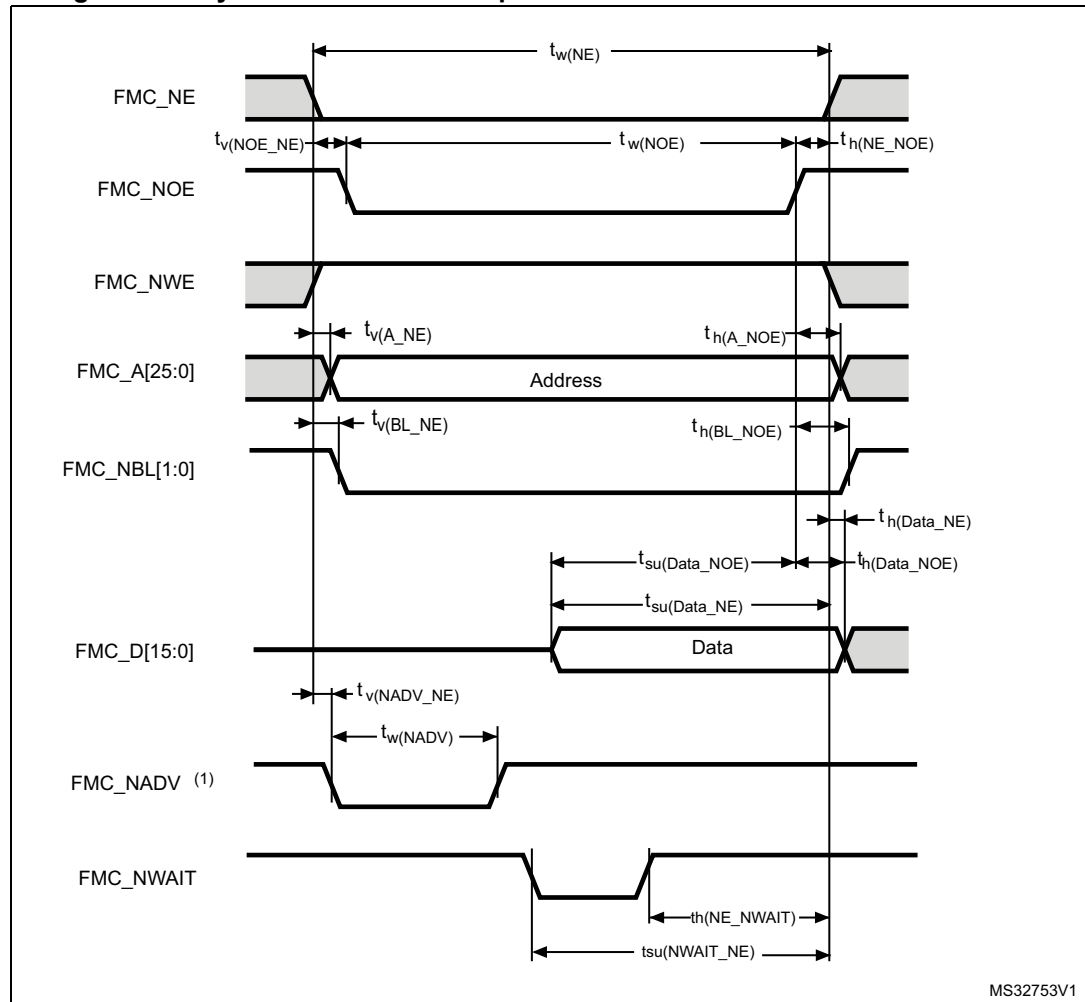 tw(NE)
FMC_NE
tv(NOE_NE)
tw(NOE)
th(NE_NOE)
FMC_NOE
FMC_NWE
tv(A_NE)
th(A_NOE)
FMC_A[25:0]
Address
tv(BL_NE)
th(BL_NOE)
FMC_NBL[1:0]
th(Data_NE)
tsu(Data_NOE)
th(Data_NOE)
tsu(Data_NE)
FMC_D[15:0]
Data
tv(NADV_NE)
tw(NADV)
FMC_NADV (1)
FMC_NWAIT
th(NE_NWAIT)
tsu(NWAIT_NE)
MS32753V1